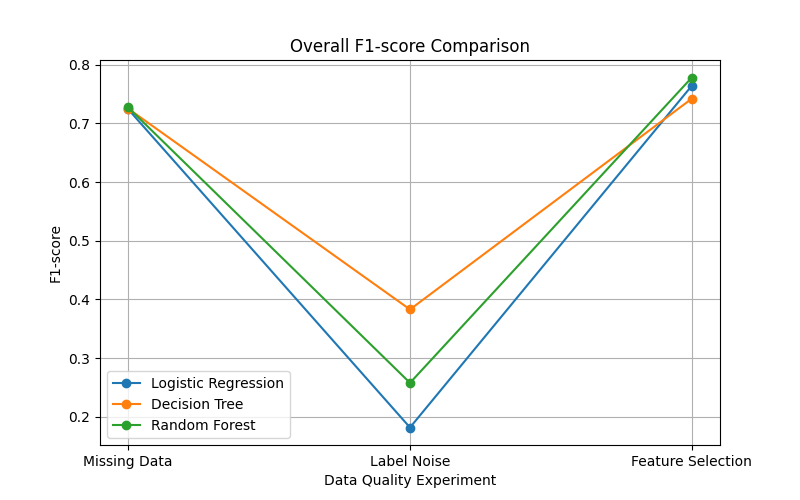 Overall F1-score Comparison
F1-score
0.8
0.7
0.6
0.5
0.4
0.3
0.2
Logistic Regression
Decision Tree
Random Forest
Missing Data
Label Noise
Feature Selection
Data Quality Experiment